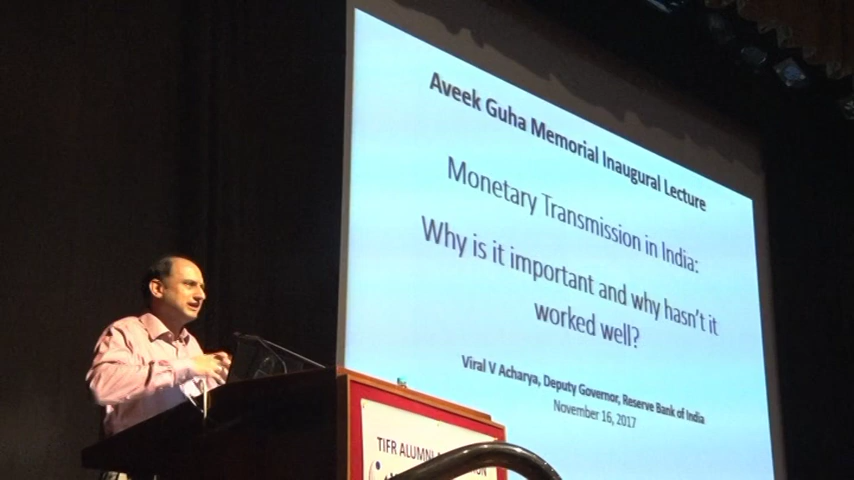 Aveek Guha Memorial Inaugural Lecture
Monetary Transmission in India:
Why is it important and why hasn't it
worked well?
Viral V Acharya, Deputy Governor, Reserve Bank of India
November 16, 2017
TIFR ALUMNI